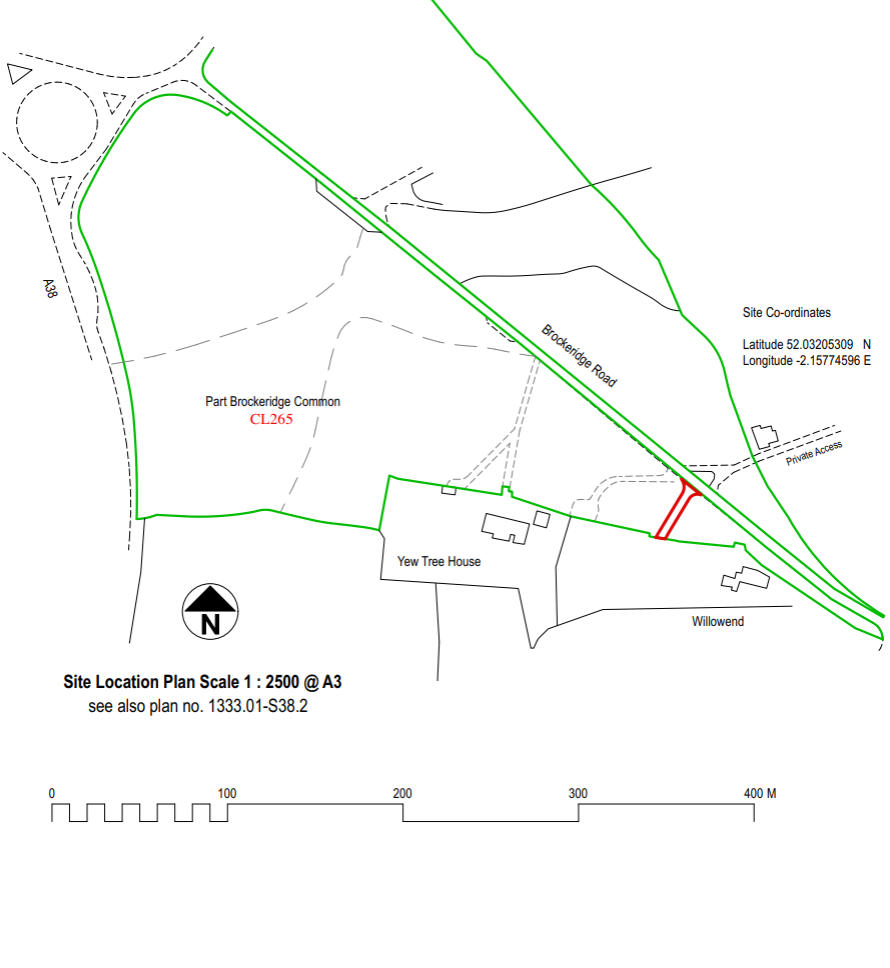 A38
Brockeridge Road
Site Co-ordinates
Latitude 52.03205309 N
Longitude -2.15774596 E
Part Brockeridge Common
CL265
Private Access
Yew Tree House
Willowend
N
Site Location Plan Scale 1 : 2500 @ A3
see also plan no. 1333.01-S38.2
0 100 200 300 400 M